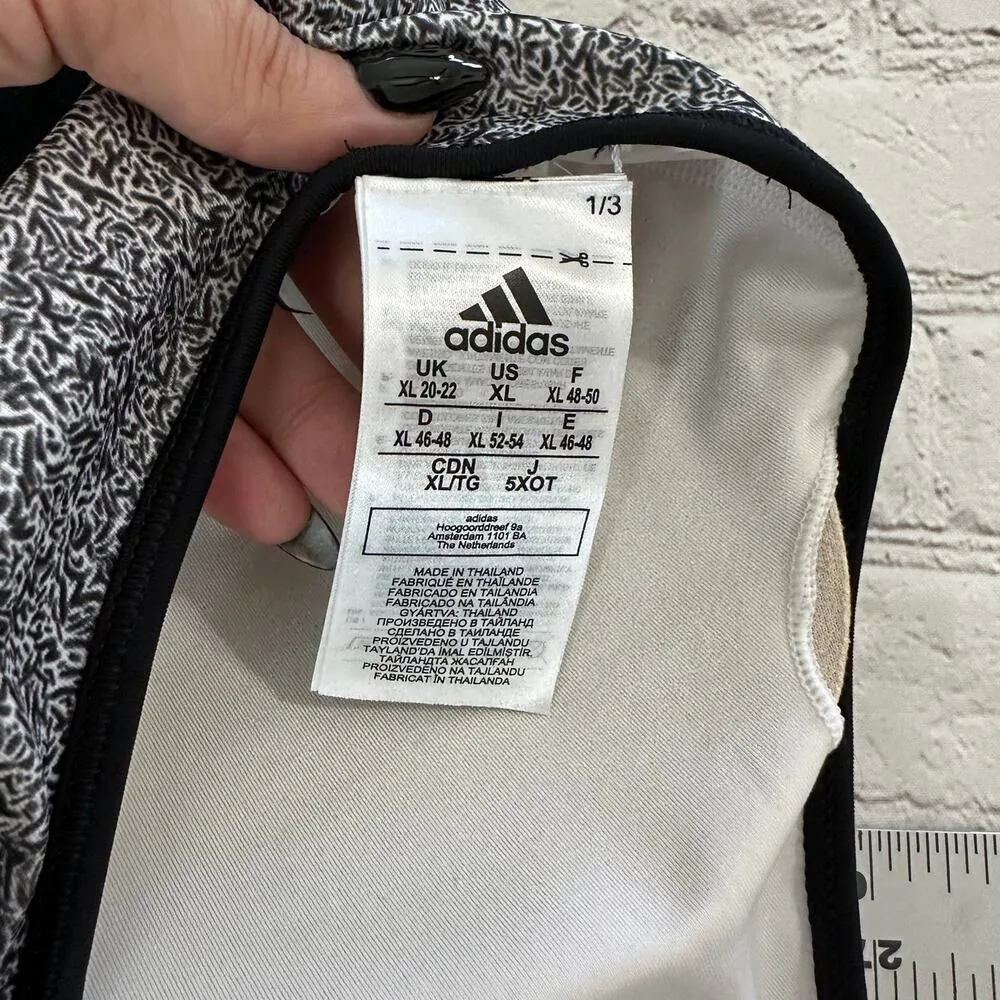 1/3
adidas
UK US F
XL 20-22 XL XL 48-50
D I E
XL 46-48 XL 52-54 XL 46-48
CDN J
XL/TG 5XOT
adidas
Hoogoorddreef 9a
Amsterdam 1101 BA
The Netherlands
MADE IN THAILAND
FABRIQUÉ EN THAÏLANDE
FABRICADO EN TAILANDIA
FABRICADO NA TAILÂNDIA
GYÁRTVA: THAILAND
ПРОИЗВЕДЕНО В ТАЙЛАНД
СДЕЛАНО В ТАИЛАНДЕ
PROIZVEDENO U TAJLANDU
TAYLAND'DA İMAL EDİLMİŞTİR.
ТАЙЛАНДТА ЖАСАЛҒАН
PROIZVEDENO NA TAJLANDU
FABRICAT ÎN THAILANDA
27